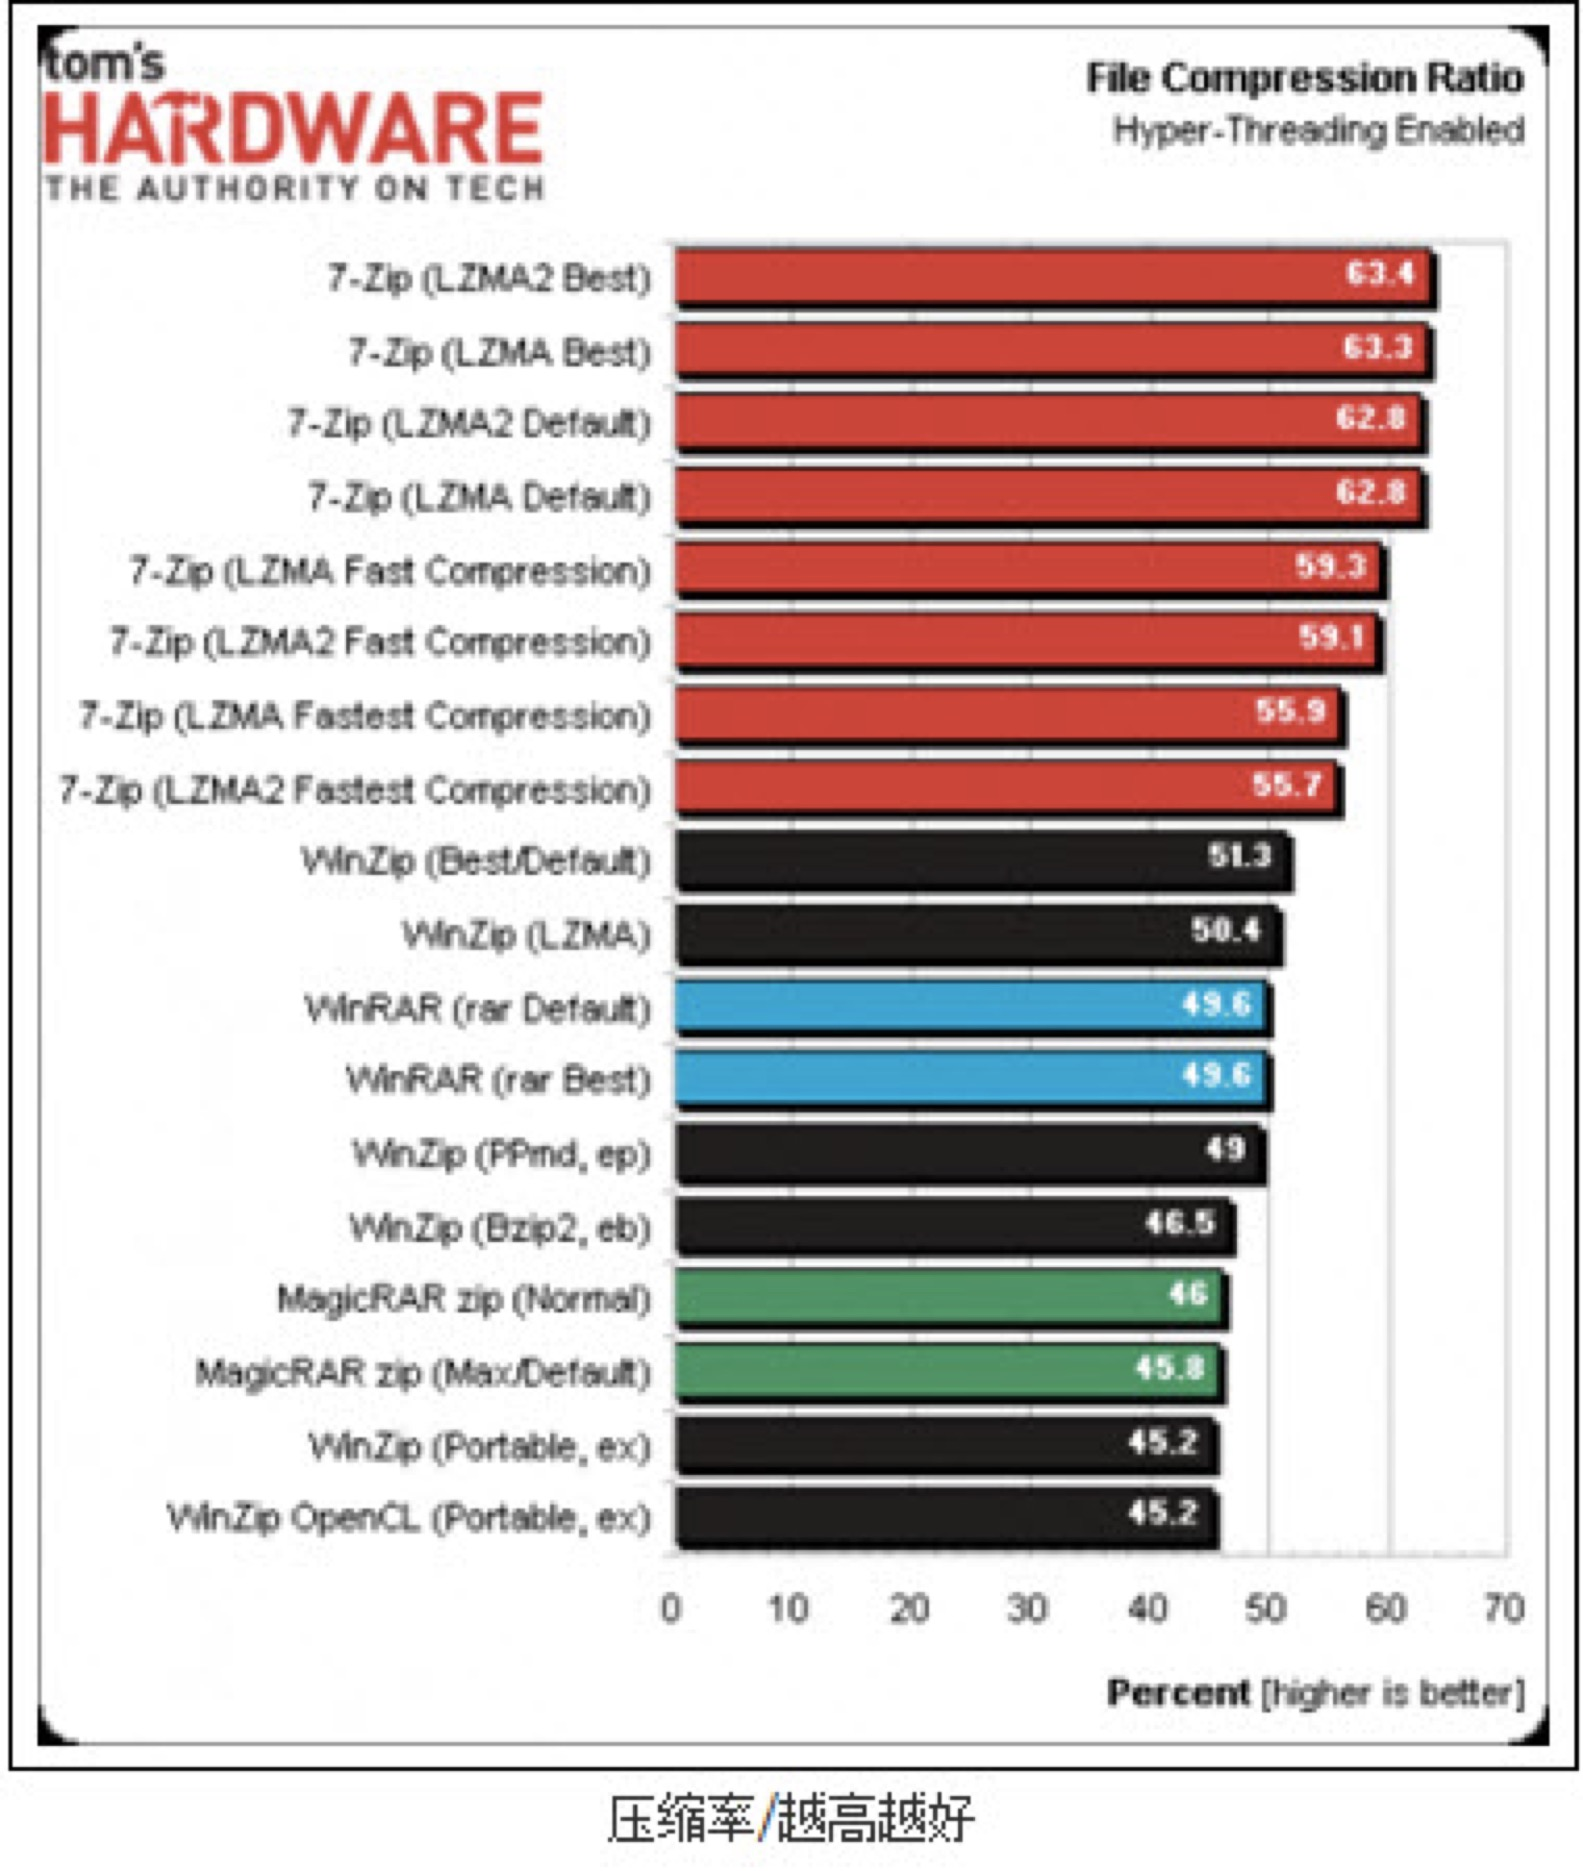 tom's
HARDWARE
THE AUTHORITY ON TECH
File Compression Ratio
Hyper-Threading Enabled
7-Zip (LZMA2 Best) 63.4
7-Zip (LZMA Best) 63.3
7-Zip (LZMA2 Default) 62.8
7-Zip (LZMA Default) 62.8
7-Zip (LZMA Fast Compression) 59.3
7-Zip (LZMA2 Fast Compression) 59.1
7-Zip (LZMA Fastest Compression) 55.9
7-Zip (LZMA2 Fastest Compression) 55.7
WinZip (Best/Default) 51.3
WinZip (LZMA) 50.4
WinRAR (rar Default) 49.6
WinRAR (rar Best) 49.6
WinZip (PPmd, ep) 49
WinZip (Bzip2, eb) 46.5
MagicRAR zip (Normal) 46
MagicRAR zip (Max/Default) 45.8
WinZip (Portable, ex) 45.2
WinZip OpenCL (Portable, ex) 45.2
0 10 20 30 40 50 60 70
Percent [higher is better]
压缩率/越高越好